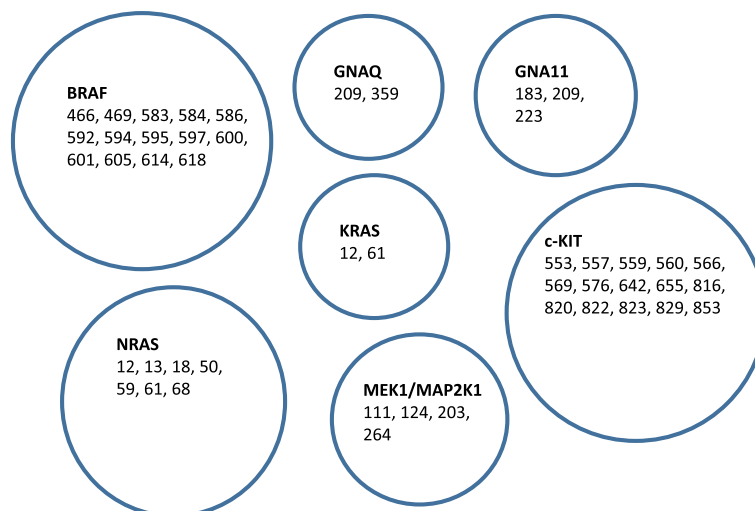 BRAF
466, 469, 583, 584, 586,
592, 594, 595, 597, 600,
601, 605, 614, 618
GNAQ
209, 359
GNA11
183, 209,
223
KRAS
12, 61
c-KIT
553, 557, 559, 560, 566,
569, 576, 642, 655, 816,
820, 822, 823, 829, 853
NRAS
12, 13, 18, 50,
59, 61, 68
MEK1/MAP2K1
111, 124, 203,
264